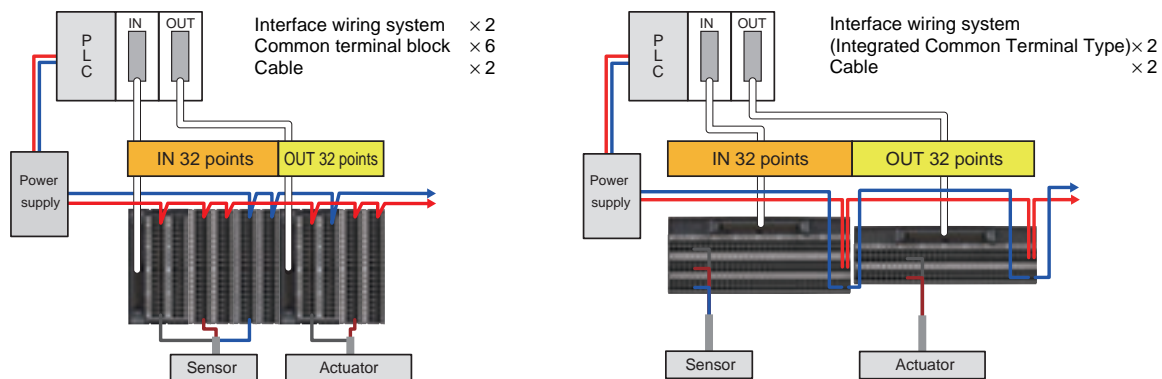 IN OUT
P
L
C
Interface wiring system ×2
Common terminal block ×6
Cable ×2
IN 32 points
OUT 32 points
Power
supply
Sensor
Actuator
IN OUT
P
L
C
Interface wiring system
(Integrated Common Terminal Type)×2
Cable ×2
IN 32 points
OUT 32 points
Power
supply
Sensor
Actuator